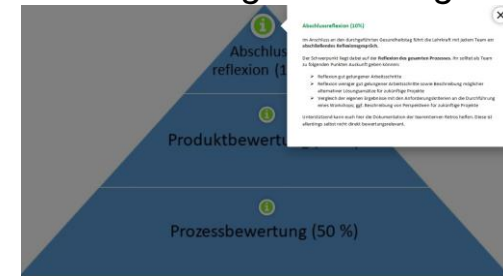 Abschlussreflexion (10%)
Im Anschluss an den durchgeführten Gesundheitstag führt die Lehrkraft mit jedem Team ein
abschließendes Reflexionsgespräch.
Der Schwerpunkt liegt dabei auf der Reflexion des gesamten Prozesses. Ihr solltet als Team
zu folgenden Punkten Auskunft geben können:
➢ Reflexion gut gelungener Arbeitsschritte
➢ Reflexion weniger gut gelungener Arbeitsschritte sowie Beschreibung möglicher
alternativer Lösungsansätze für zukünftige Projekte
➢ Vergleich der eigenen Ergebnisse mit den Anforderungskriterien an die Durchführung
eines Workshops, ggf. Beschreibung von Perspektiven für zukünftige Projekte
Unterstützend kann euch hier die Dokumentation der teaminternen Retros helfen. Diese ist
allerdings selbst nicht direkt bewertungsrelevant.
Abschlus
reflexion (1
Produktbewertu
Prozessbewertung (50 %)